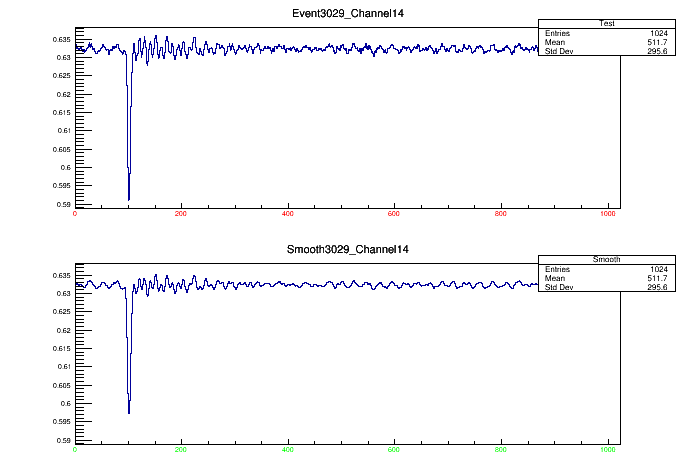 Event3029_Channel14
Test
Entries 1024
Mean 511.7
Std Dev 295.6
0.635
0.63
0.625
0.62
0.615
0.61
0.605
0.6
0.595
0.59
0 200 400 600 800 1000
Smooth3029_Channel14
Smooth
Entries 1024
Mean 511.7
Std Dev 295.6
0.635
0.63
0.625
0.62
0.615
0.61
0.605
0.6
0.595
0.59
0 200 400 600 800 1000